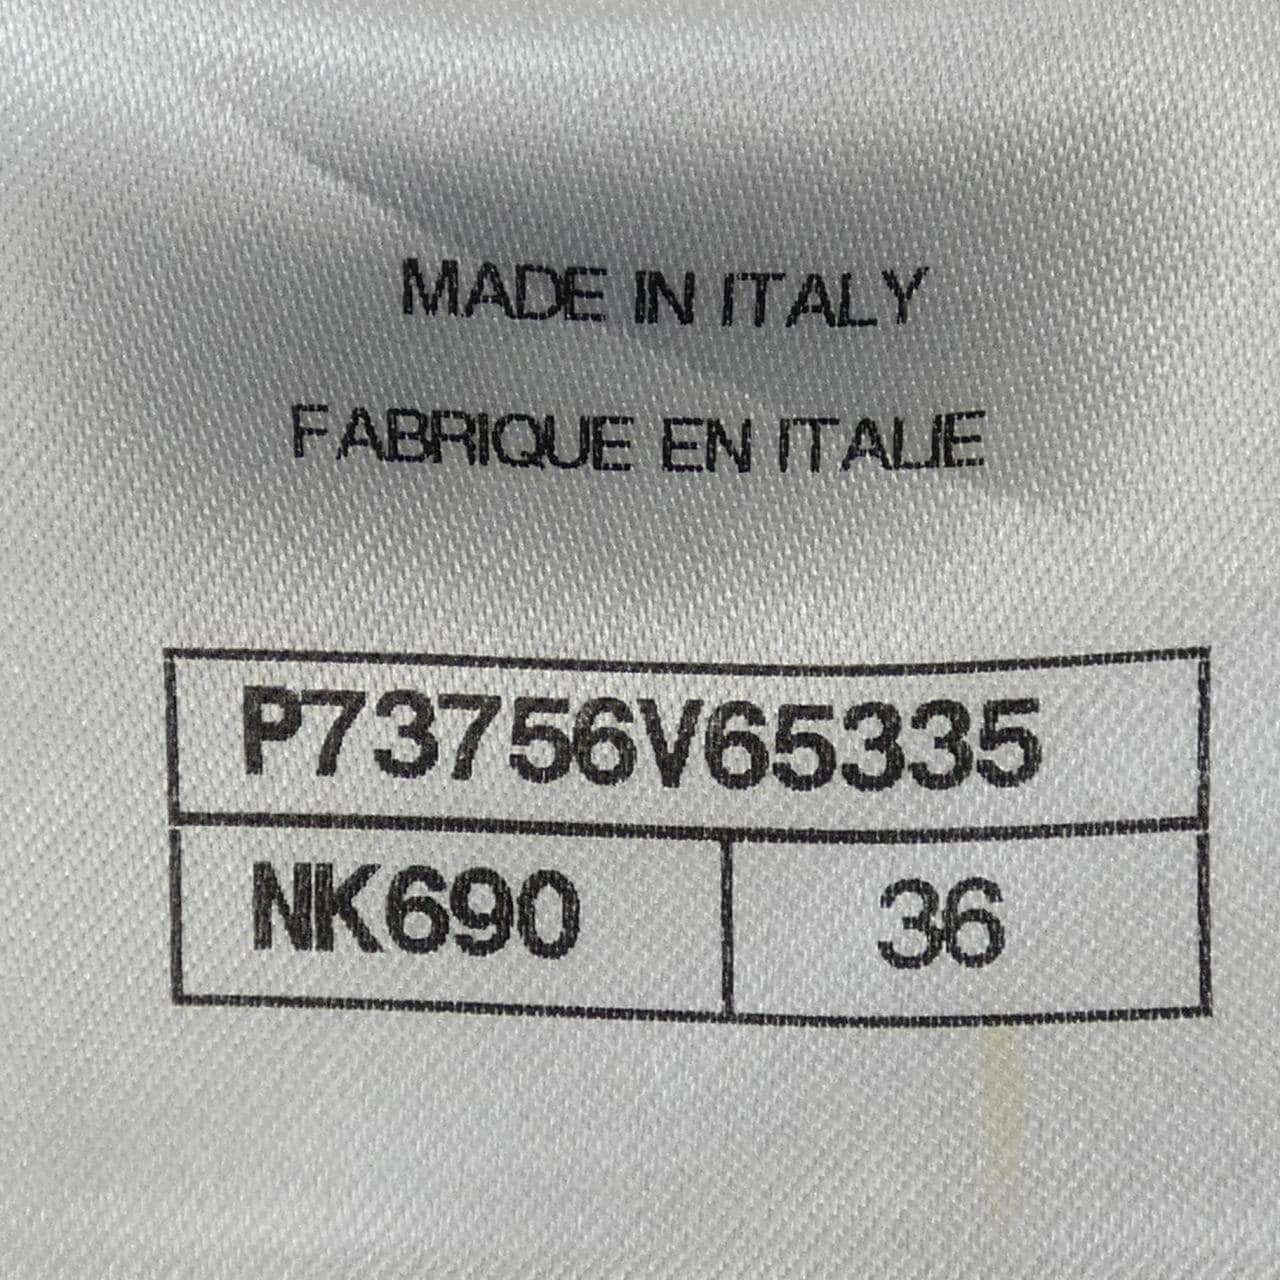 MADE IN ITALY
FABRIQUE EN ITALIE
P73756V65335
NK690 36